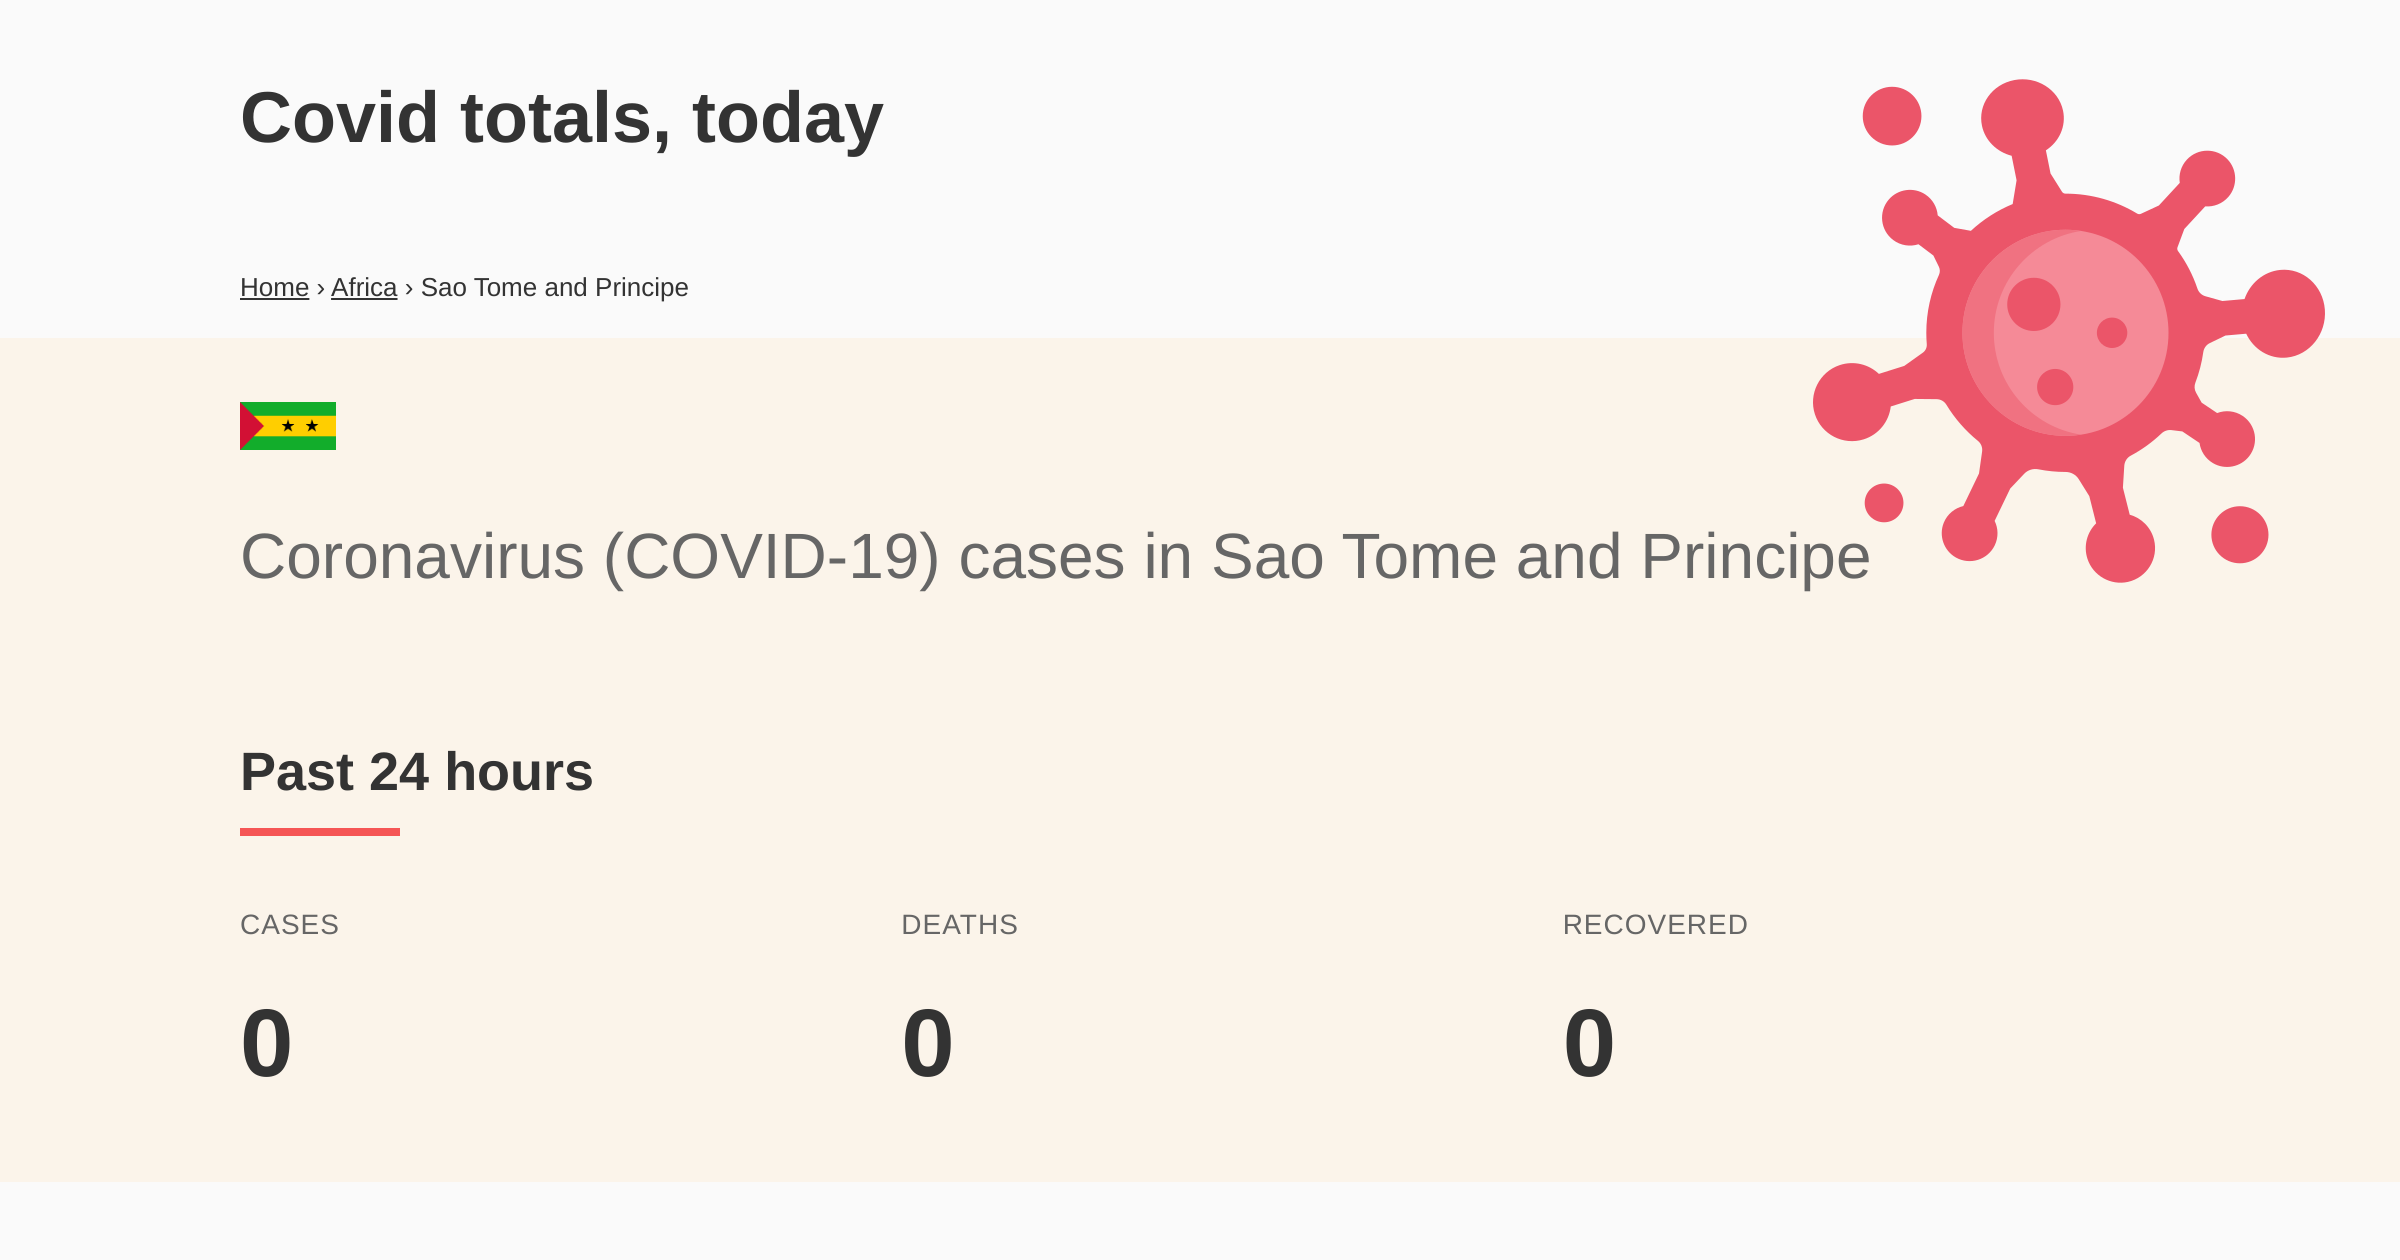 Covid totals, today
Home › Africa › Sao Tome and Principe
Coronavirus (COVID-19) cases in Sao Tome and Principe
Past 24 hours
CASES DEATHS RECOVERED
0 0 0